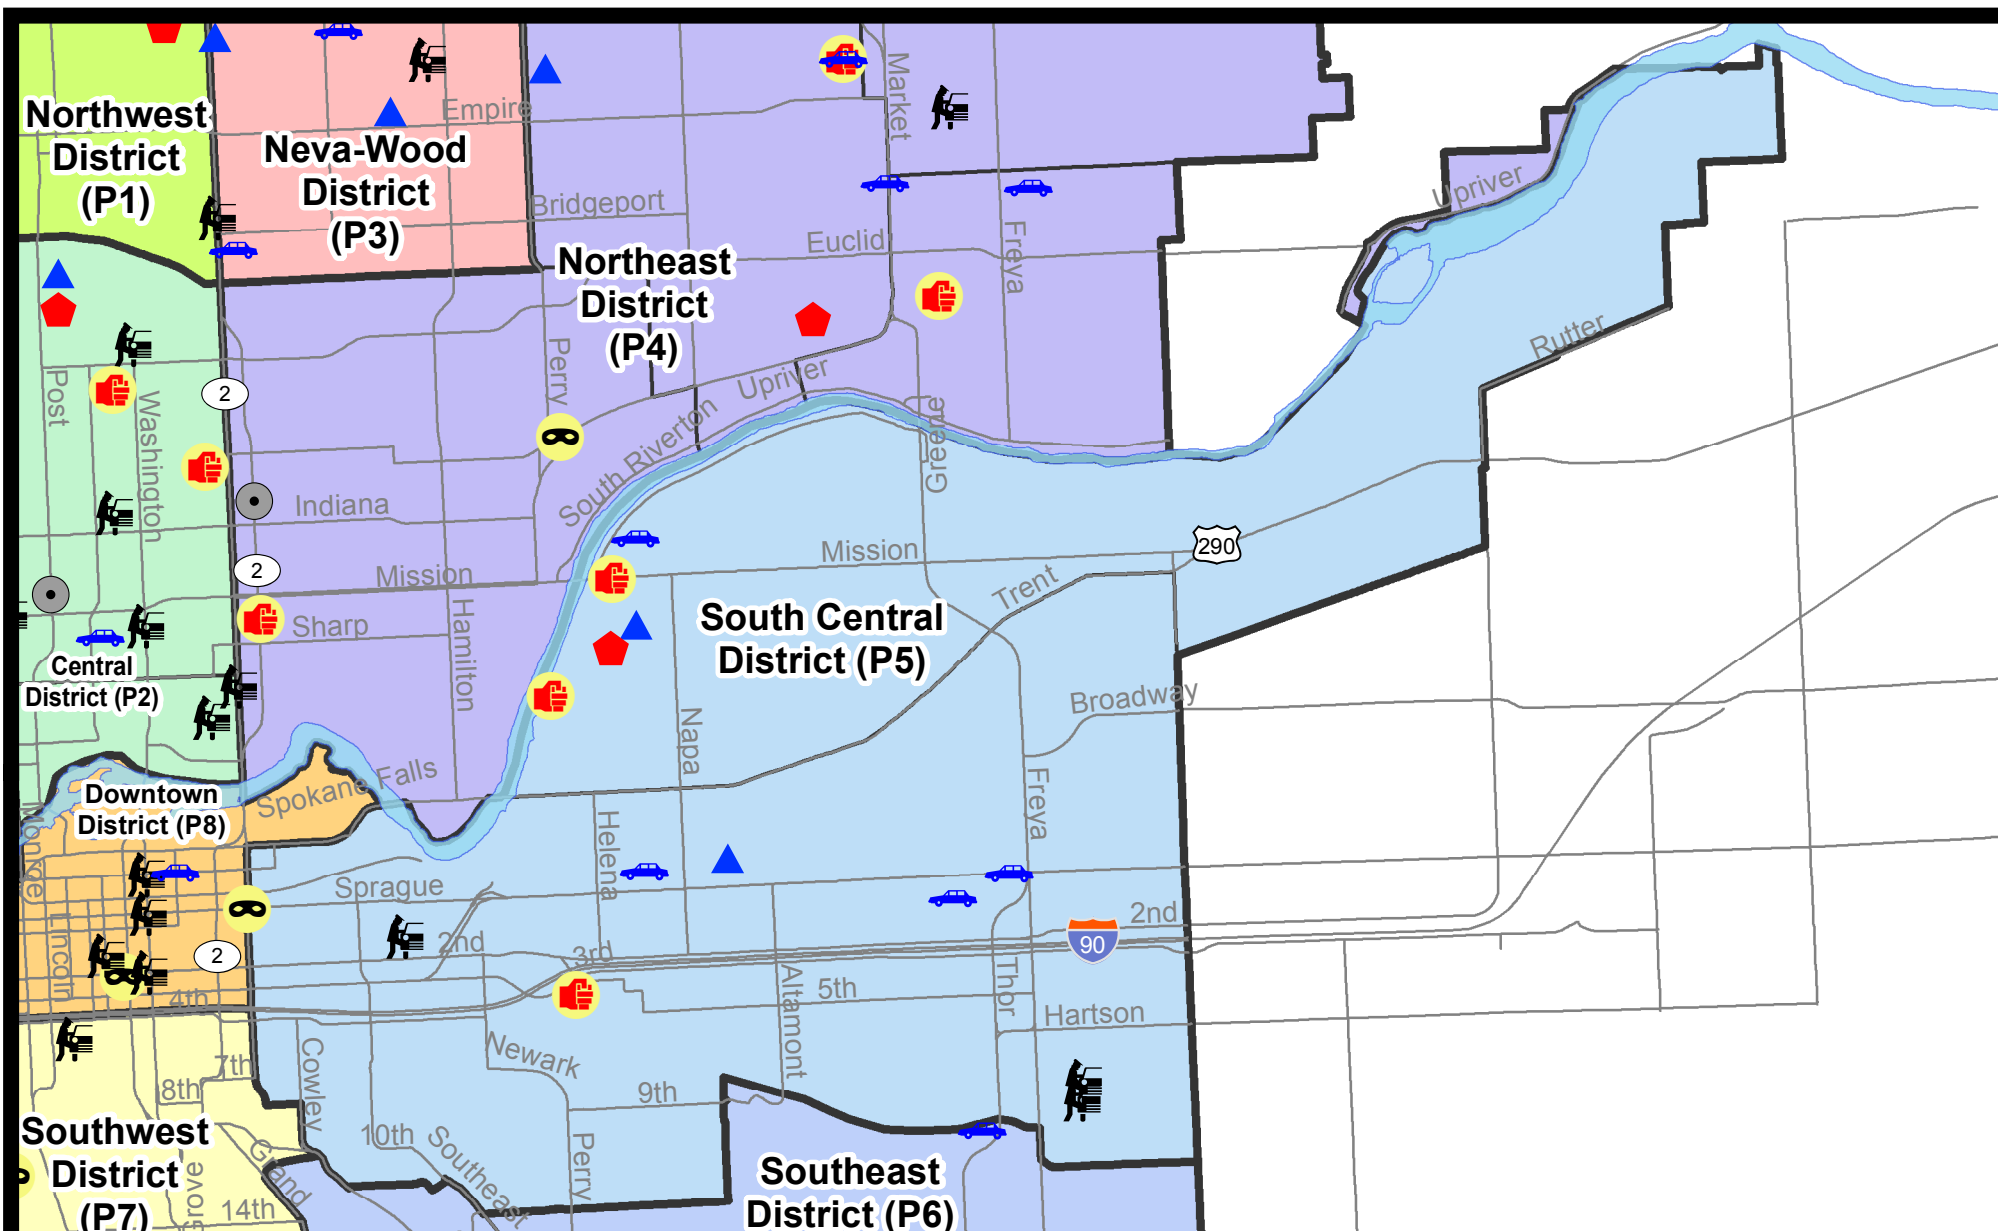 Market
Empire
Northwest
District
(P1)
Neva-Wood
District
(P3)
Bridgeport
Euclid
Freya
Upriver
Northeast
District
(P4)
Rutter
Perry
Upriver
Post
Washington
2
South Riverton
Greene
Indiana
Mission
290
2
Mission
Trent
Hamilton
Sharp
South Central
District (P5)
Central
District (P2)
Broadway
Napa
Spokane Falls
Downtown
District (P8)
Monroe
Freya
Helena
Sprague
Lincoln
2nd
2nd
3rd
90
2
4th
5th
Altamont
Thor
Hartson
Cowley
Newark
7th
8th
9th
Southwest
District
(P7)
10th
Southeast
Perry
Grand
Grove
14th
Southeast
District (P6)